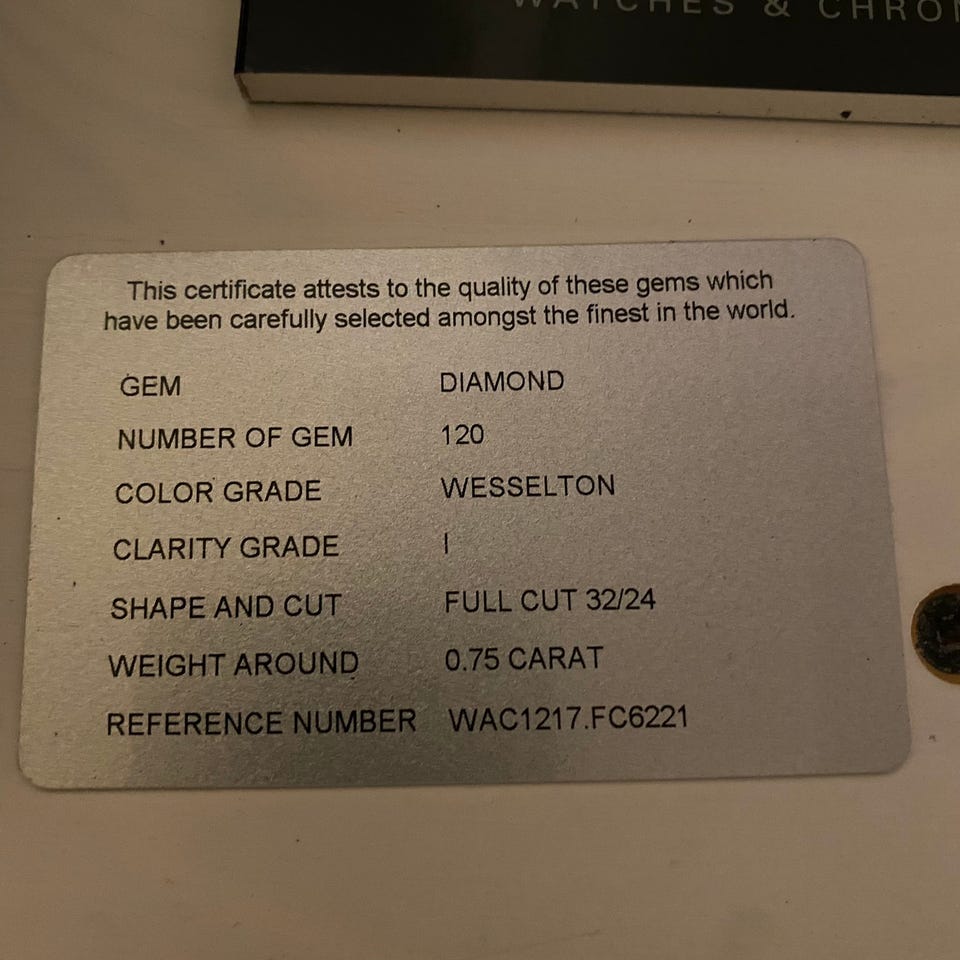 WATCHES & CHRON
This certificate attests to the quality of these gems which
have been carefully selected amongst the finest in the world.
GEM DIAMOND
NUMBER OF GEM 120
COLOR GRADE WESSELTON
CLARITY GRADE I
SHAPE AND CUT FULL CUT 32/24
WEIGHT AROUND 0.75 CARAT
REFERENCE NUMBER WAC1217.FC6221